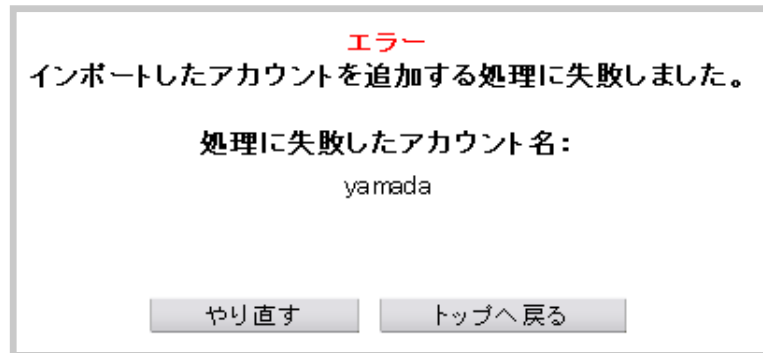 エラー
インポートしたアカウントを追加する処理に失敗しました。
処理に失敗したアカウント名：
yamada
やり直す
トップへ戻る